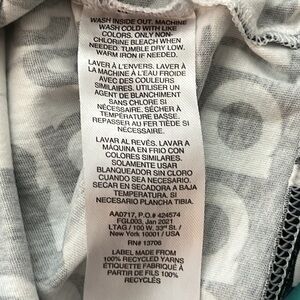 WASH INSIDE OUT. MACHINE
WASH COLD WITH LIKE
COLORS. ONLY NON-
CHLORINE BLEACH WHEN
NEEDED. TUMBLE DRY LOW.
WARM IRON IF NEEDED.
LAVER À L'ENVERS. LAVER À
LA MACHINE À L'EAU FROIDE
AVEC DES COULEURS
SIMILAIRES. UTILISER UN
AGENT DE BLANCHIMENT
SANS CHLORE SI
NÉCESSAIRE. SÉCHER À
TEMPÉRATURE BASSE.
REPASSER AU FER TIÈDE SI
NÉCESSAIRE.
LAVAR AL REVÉS. LAVAR A
MÁQUINA EN FRIO CON
COLORES SIMILARES.
SOLAMENTE USAR
BLANQUEADOR SIN CLORO
CUANDO SEA NECESARIO.
SECAR EN SECADORA A BAJA
TEMPERATURA. SI
NECESARIO PLANCHA TIBIA.
AA0717, P.O.# 424574
FGL003, Jan 2021
LTAG / 100 W. 33rd St. /
New York 10001 / USA
RN# 13706
LABEL MADE FROM
100% RECYCLED YARNS
ÉTIQUETTE FABRIQUÉE À
PARTIR DE FILS 100%
RECYCLÉS